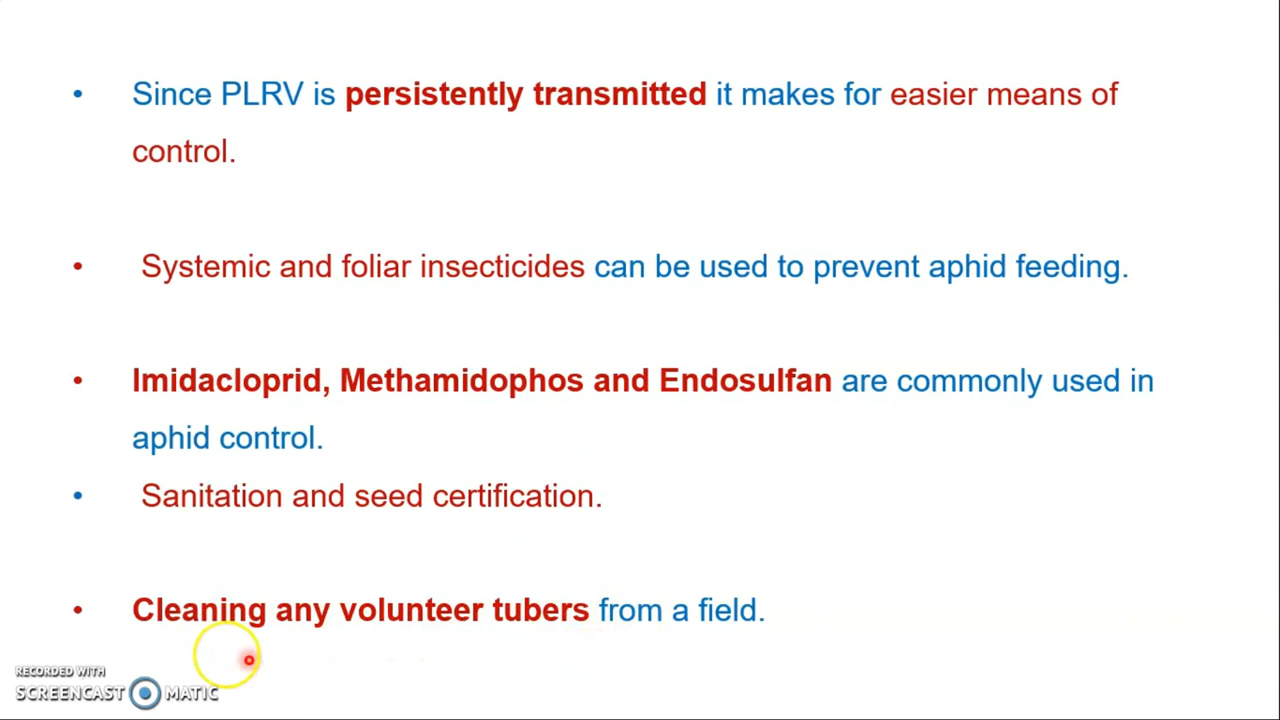 • Since PLRV is persistently transmitted it makes for easier means of
control.
• Systemic and foliar insecticides can be used to prevent aphid feeding.
• Imidacloprid, Methamidophos and Endosulfan are commonly used in
aphid control.
• Sanitation and seed certification.
• Cleaning any volunteer tubers from a field.
RECORDED WITH
SCREENCAST MATIC